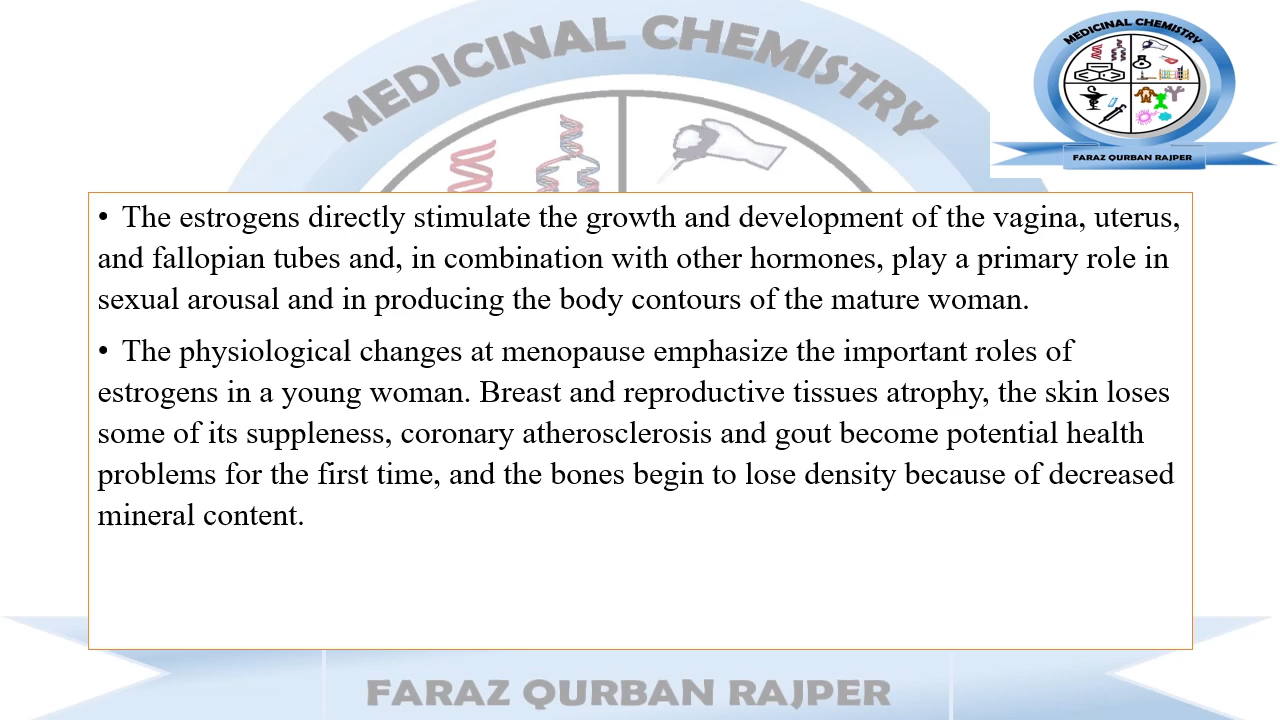 MEDICINAL CHEMISTRY
MEDICINAL CHEMISTRY
FARAZ QURBAN RAJPER
• The estrogens directly stimulate the growth and development of the vagina, uterus,
and fallopian tubes and, in combination with other hormones, play a primary role in
sexual arousal and in producing the body contours of the mature woman.
• The physiological changes at menopause emphasize the important roles of
estrogens in a young woman. Breast and reproductive tissues atrophy, the skin loses
some of its suppleness, coronary atherosclerosis and gout become potential health
problems for the first time, and the bones begin to lose density because of decreased
mineral content.
FARAZ QURBAN RAJPER